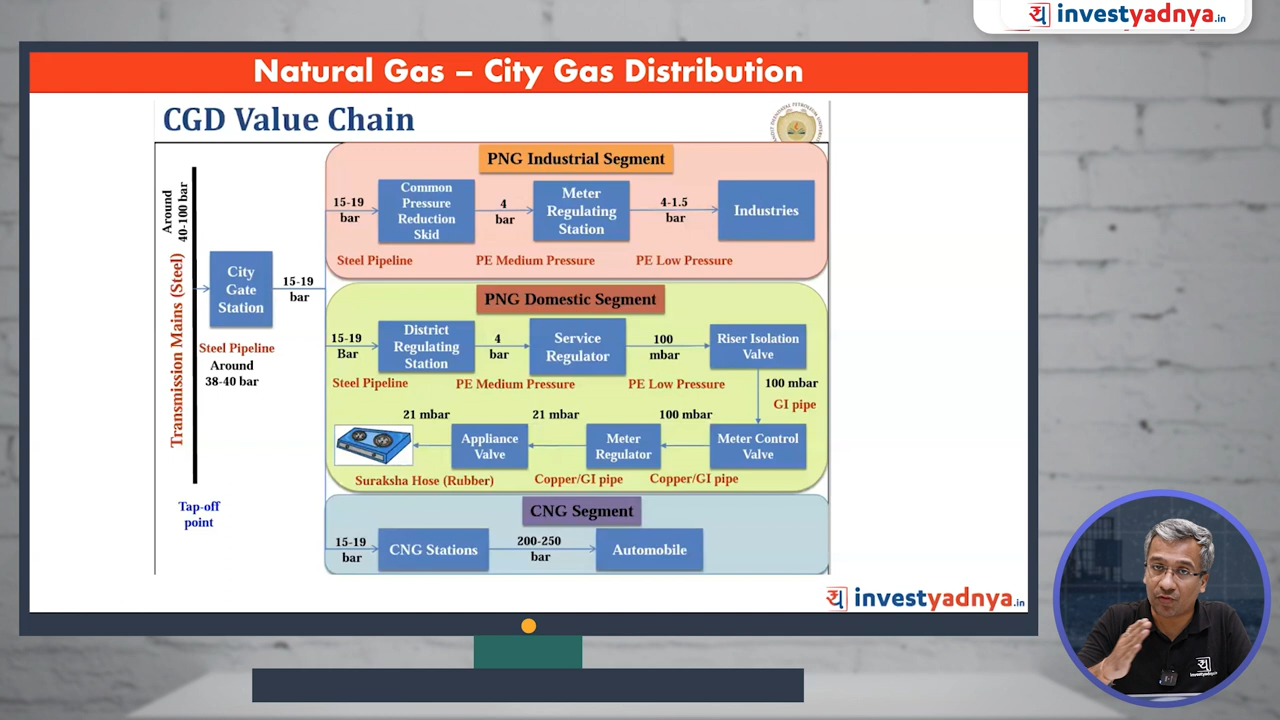 investyadnya.in
Natural Gas – City Gas Distribution
CGD Value Chain
PNG Industrial Segment
Around
40-100 bar
Transmission Mains (Steel)
City
Gate
Station
15-19
bar
Steel Pipeline
Around
38-40 bar
Tap-off
point
15-19
bar
Common
Pressure
Reduction
Skid
4
bar
Meter
Regulating
Station
4-1.5
bar
Industries
Steel Pipeline
PE Medium Pressure
PE Low Pressure
PNG Domestic Segment
15-19
Bar
District
Regulating
Station
4
bar
Service
Regulator
100
mbar
Riser Isolation
Valve
Steel Pipeline
PE Medium Pressure
PE Low Pressure
100 mbar
GI pipe
21 mbar
21 mbar
100 mbar
Appliance
Valve
Meter
Regulator
Meter Control
Valve
Suraksha Hose (Rubber)
Copper/GI pipe
Copper/GI pipe
CNG Segment
15-19
bar
CNG Stations
200-250
bar
Automobile
investyadnya.in